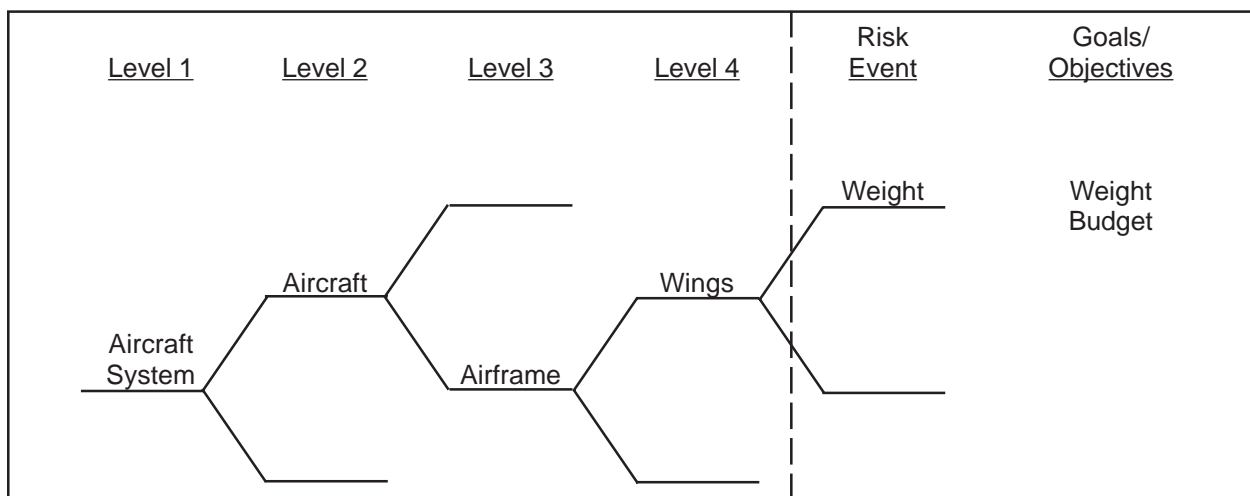 Level 1
Level 2
Level 3
Level 4
Risk
Event
Goals/
Objectives
Weight
Weight
Budget
Aircraft
Wings
Aircraft
System
Airframe